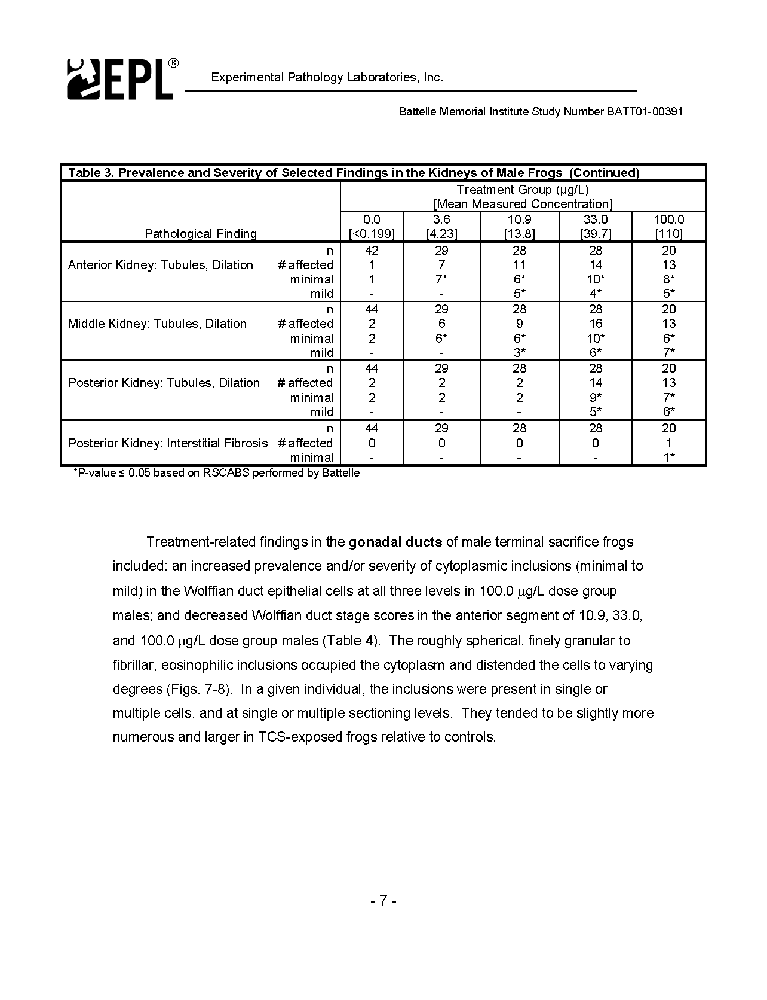 EPL®
Experimental Pathology Laboratories, Inc.
Battelle Memorial Institute Study Number BATT01-00391
Table 3. Prevalence and Severity of Selected Findings in the Kidneys of Male Frogs (Continued)
Treatment Group (µg/L)
[Mean Measured Concentration]
0.0 3.6 10.9 33.0 100.0
Pathological Finding [<0.199] [4.23] [13.8] [39.7] [110]
n 42 29 28 28 20
Anterior Kidney: Tubules, Dilation # affected 1 7 11 14 13
minimal 1 7* 6* 10* 8*
mild - - 5* 4* 5*
n 44 29 28 28 20
Middle Kidney: Tubules, Dilation # affected 2 6 9 16 13
minimal 2 6* 6* 10* 6*
mild - - 3* 6* 7*
n 44 29 28 28 20
Posterior Kidney: Tubules, Dilation # affected 2 2 2 14 13
minimal 2 2 2 9* 7*
mild - - - 5* 6*
n 44 29 28 28 20
Posterior Kidney: Interstitial Fibrosis # affected 0 0 0 0 1
minimal - - - - 1*
*P-value ≤ 0.05 based on RSCABS performed by Battelle
Treatment-related findings in the gonadal ducts of male terminal sacrifice frogs
included: an increased prevalence and/or severity of cytoplasmic inclusions (minimal to
mild) in the Wolffian duct epithelial cells at all three levels in 100.0 µg/L dose group
males; and decreased Wolffian duct stage scores in the anterior segment of 10.9, 33.0,
and 100.0 µg/L dose group males (Table 4). The roughly spherical, finely granular to
fibrillar, eosinophilic inclusions occupied the cytoplasm and distended the cells to varying
degrees (Figs. 7-8). In a given individual, the inclusions were present in single or
multiple cells, and at single or multiple sectioning levels. They tended to be slightly more
numerous and larger in TCS-exposed frogs relative to controls.
- 7 -